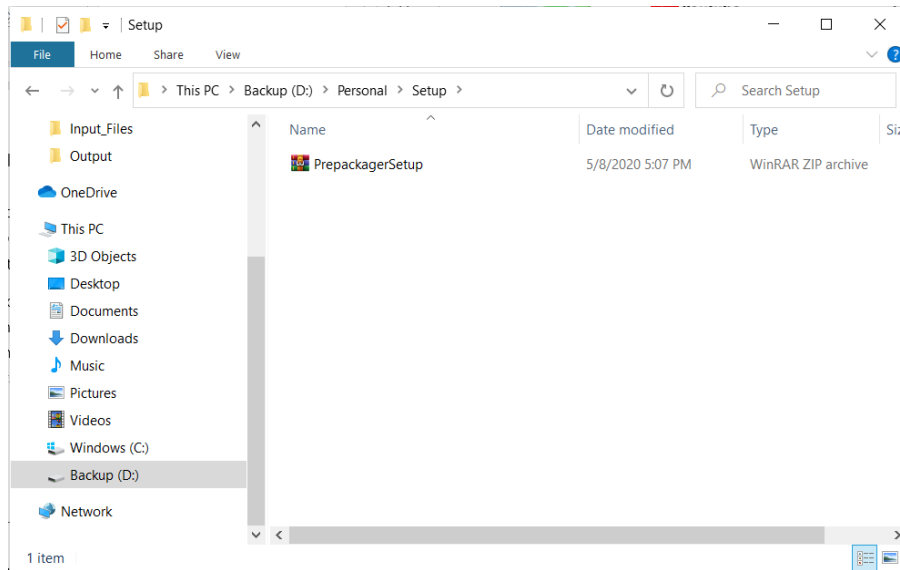 Setup
File Home Share View
This PC > Backup (D:) > Personal > Setup >
Search Setup
Name Date modified Type Siz
PrepackagerSetup 5/8/2020 5:07 PM WinRAR ZIP archive
Input_Files
Output
OneDrive
This PC
3D Objects
Desktop
Documents
Downloads
Music
Pictures
Videos
Windows (C:)
Backup (D:)
Network
1 item